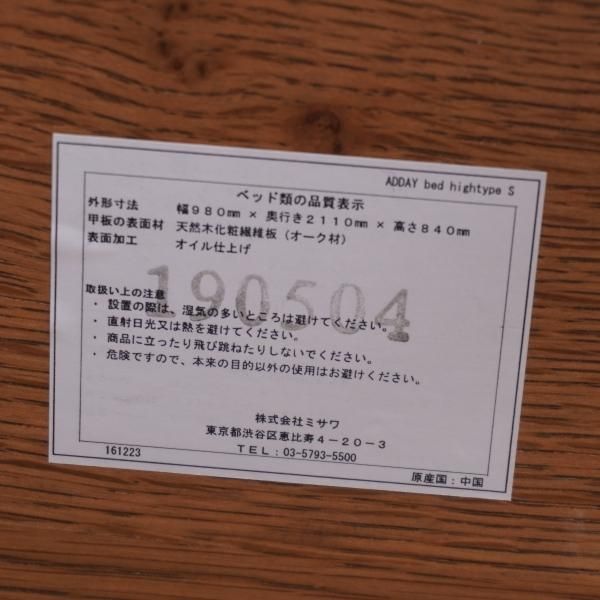 ADDAY bed hightype S
ベッド類の品質表示
外形寸法 幅980mm × 奥行き2110mm × 高さ840mm
甲板の表面材 天然木化粧繊維板（オーク材）
表面加工 オイル仕上げ
190504
取扱い上の注意
・ 設置の際は、湿気の多いところは避けてください。
・ 直射日光又は熱を避けてください。
・ 商品に立ったり飛び跳ねたりしないでください。
・ 危険ですので、本来の目的以外の使用はお避けください。
株式会社ミサワ
東京都渋谷区恵比寿4－20－3
TEL：03-5793-5500
161223
原産国：中国